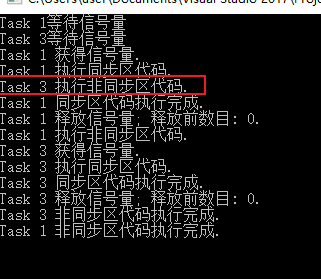 C:\Users\user\Documents\Visual Studio 2017\Proje
Task 1等待信号量
Task 3等待信号量
Task 1 获得信号量.
Task 1 执行同步区代码.
Task 3 执行非同步区代码.
Task 1 同步区代码执行完成.
Task 1 释放信号量; 释放前数目: 0.
Task 1 执行非同步区代码.
Task 3 获得信号量.
Task 3 执行同步区代码.
Task 3 同步区代码执行完成.
Task 3 释放信号量; 释放前数目: 0.
Task 3 非同步区代码执行完成.
Task 1 非同步区代码执行完成.